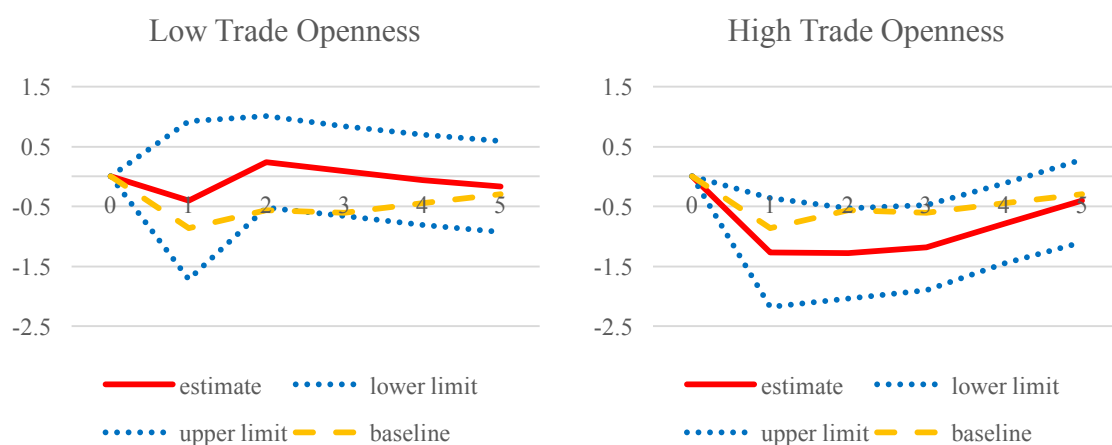 Low Trade Openness
1.5
0.5
-0.5
-1.5
-2.5
0 1 2 3 4 5
estimate lower limit
upper limit baseline
High Trade Openness
1.5
0.5
-0.5
-1.5
-2.5
0 1 2 3 4 5
estimate lower limit
upper limit baseline